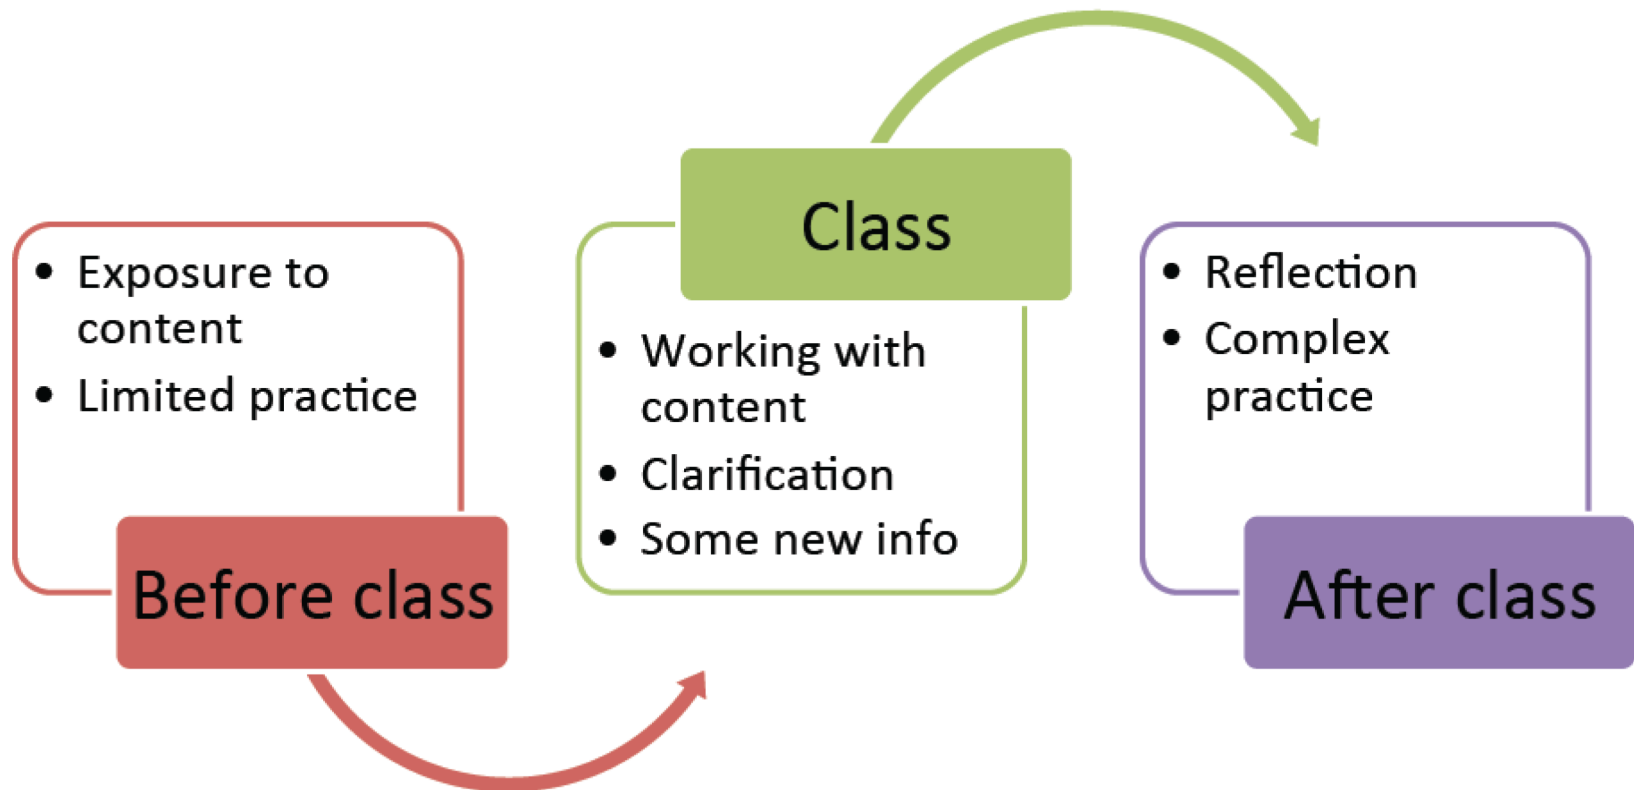 • Exposure to
content
• Limited practice
Before class
Class
• Working with
content
• Clarification
• Some new info
• Reflection
• Complex
practice
After class